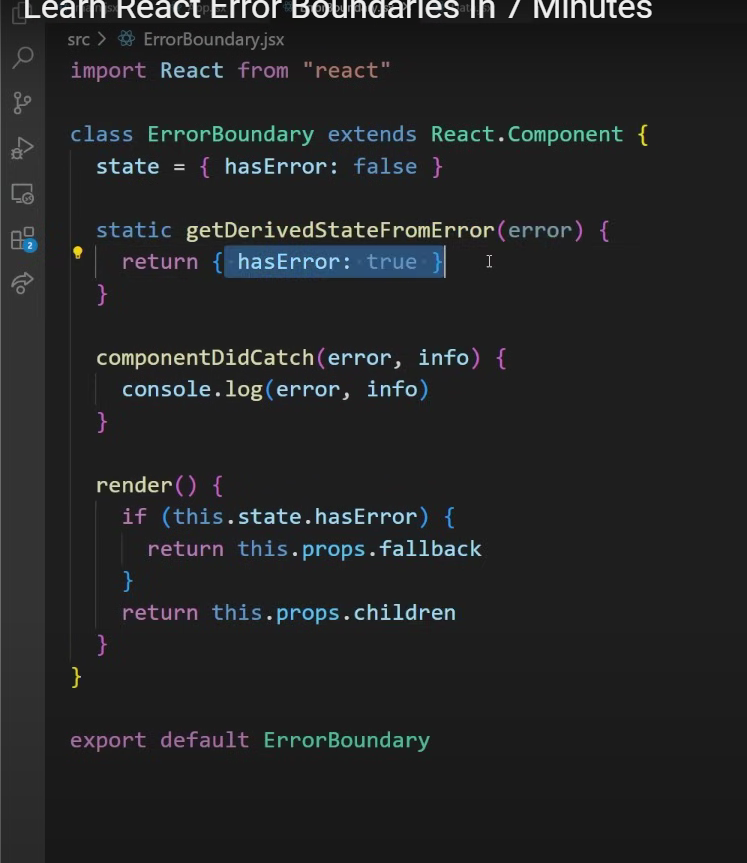 Learn React Error Boundaries In 7 Minutes
src > ErrorBoundary.jsx
import React from "react"
class ErrorBoundary extends React.Component {
state = { hasError: false }
static getDerivedStateFromError(error) {
return { hasError: true }
}
componentDidCatch(error, info) {
console.log(error, info)
}
render() {
if (this.state.hasError) {
return this.props.fallback
}
return this.props.children
}
}
export default ErrorBoundary
2